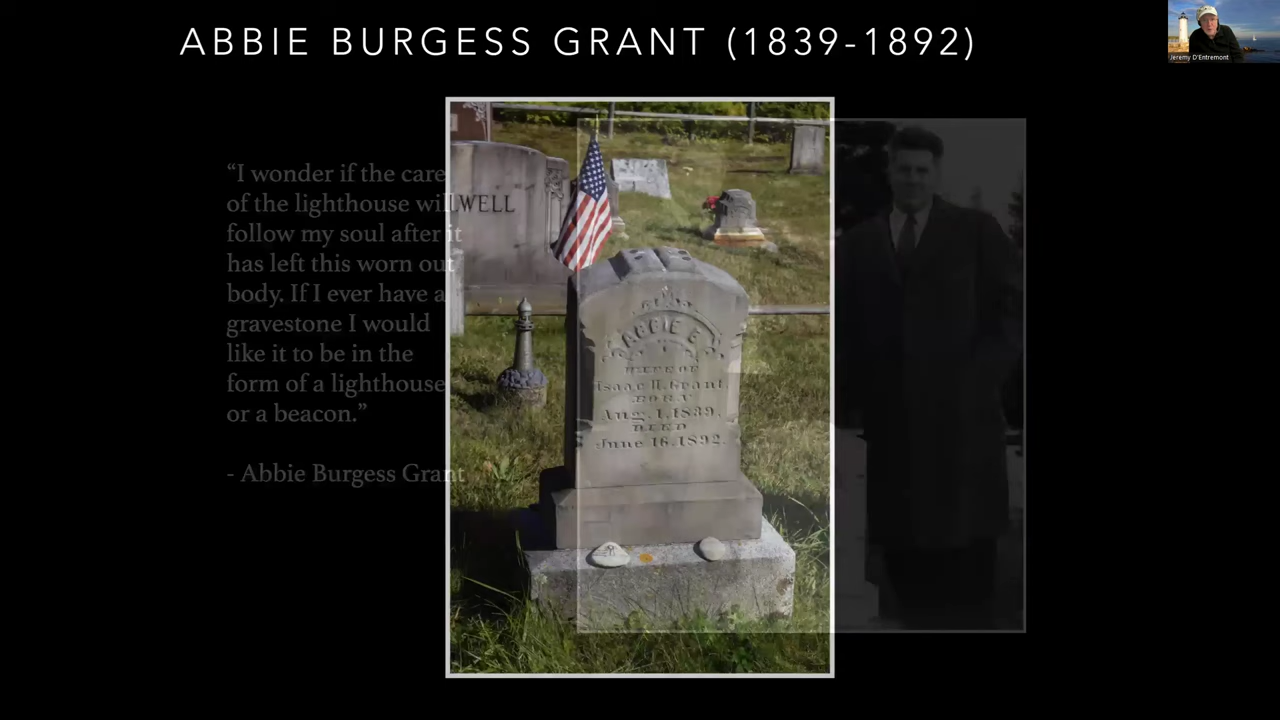 ABBIE BURGESS GRANT (1839-1892)
Jeremy D'Entremont
“I wonder if the care
of the lighthouse will
follow my soul after it
has left this worn out
body. If I ever have a
gravestone I would
like it to be in the
form of a lighthouse
or a beacon.”
- Abbie Burgess Grant
WELL
ABBIE E.
WIFE OF
Isaac H. Grant.
BORN
Aug. 1, 1839.
DIED
June 16, 1892.